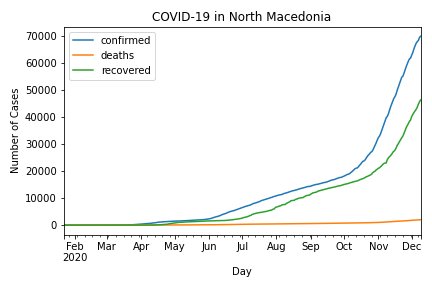 COVID-19 in North Macedonia
confirmed
deaths
recovered
Number of Cases
70000
60000
50000
40000
30000
20000
10000
0
Feb Mar Apr May Jun Jul Aug Sep Oct Nov Dec
2020
Day